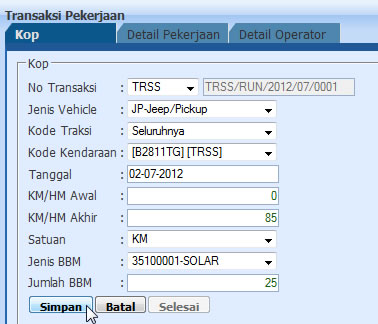 Transaksi Pekerjaan
Kop Detail Pekerjaan Detail Operator
Kop
No Transaksi : TRSS TRSS/RUN/2012/07/0001
Jenis Vehicle : JP-Jeep/Pickup
Kode Traksi : Seluruhnya
Kode Kendaraan : [B2811TG] [TRSS]
Tanggal : 02-07-2012
KM/HM Awal : 0
KM/HM Akhir : 85
Satuan : KM
Jenis BBM : 35100001-SOLAR
Jumlah BBM : 25
Simpan Batal Selesai